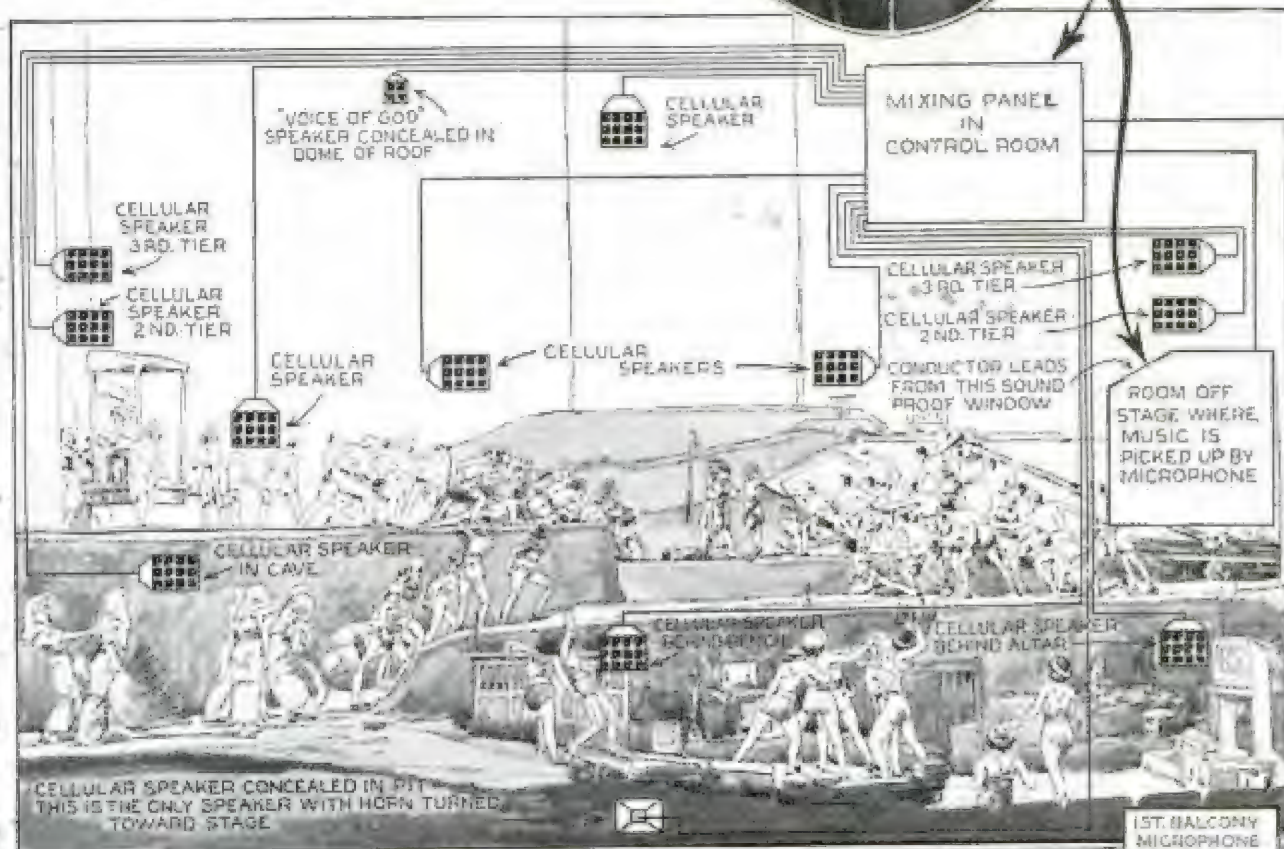 "VOICE OF GOD"
SPEAKER CONCEALED IN
DOME OF ROOF
CELLULAR
SPEAKER
MIXING PANEL
IN
CONTROL ROOM
CELLULAR
SPEAKER
3RD. TIER
CELLULAR
SPEAKER
2ND. TIER
CELLULAR
SPEAKER
CELLULAR
SPEAKERS
CELLULAR SPEAKER
3RD. TIER
CELLULAR SPEAKER
2ND. TIER
CONDUCTOR LEADS
FROM THIS SOUND
PROOF WINDOW
ROOM OFF
STAGE WHERE
MUSIC IS
PICKED UP BY
MICROPHONE
CELLULAR SPEAKER
IN CAVE
CELLULAR SPEAKER
BEHIND
CELLULAR SPEAKER
BEHIND ALTAR
CELLULAR SPEAKER CONCEALED IN PIT
THIS IS THE ONLY SPEAKER WITH HORN TURNED
TOWARD STAGE
1ST. BALCONY
MICROPHONE